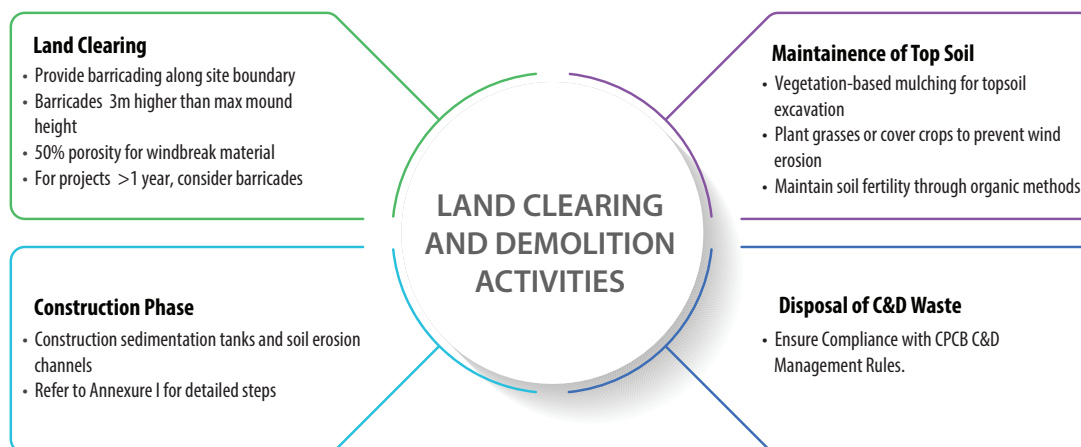 Land Clearing
• Provide barricading along site boundary
• Barricades 3m higher than max mound
height
• 50% porosity for windbreak material
• For projects >1 year, consider barricades
Maintainence of Top Soil
• Vegetation-based mulching for topsoil
excavation
• Plant grasses or cover crops to prevent wind
erosion
• Maintain soil fertility through organic methods
LAND CLEARING
AND DEMOLITION
ACTIVITIES
Construction Phase
• Construction sedimentation tanks and soil erosion
channels
• Refer to Annexure I for detailed steps
Disposal of C&D Waste
• Ensure Compliance with CPCB C&D
Management Rules.